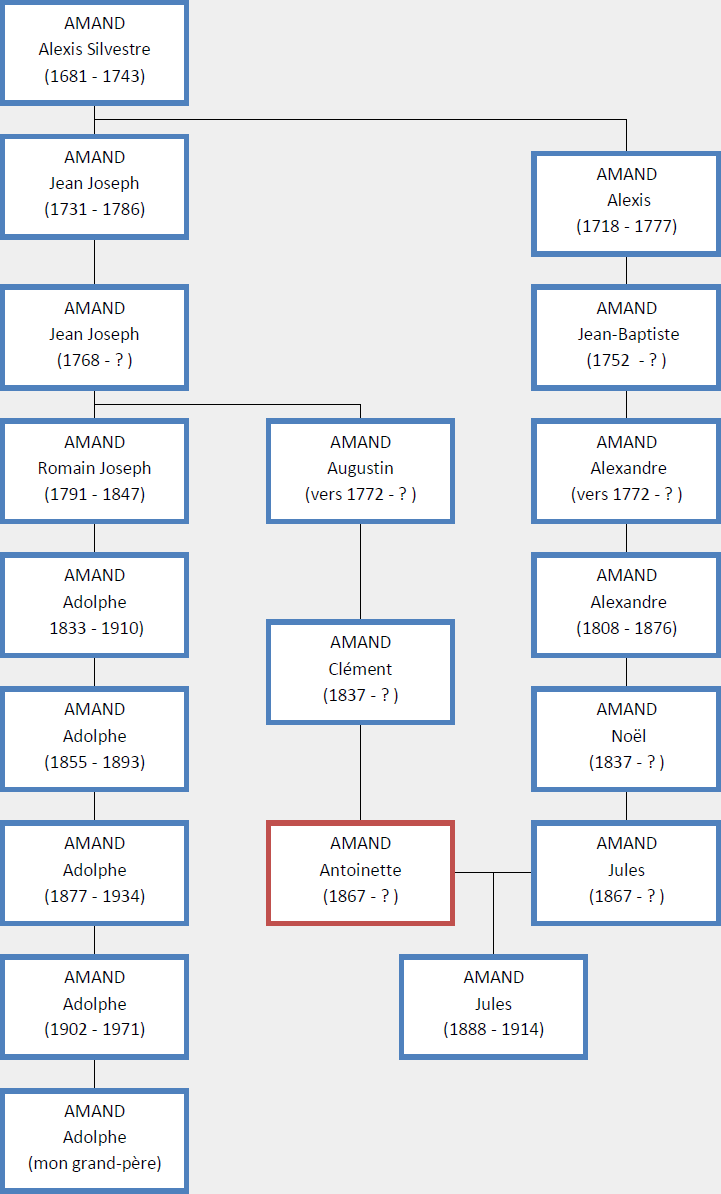 AMAND
Alexis Silvestre
(1681 - 1743)
AMAND
Jean Joseph
(1731 - 1786)
AMAND
Alexis
(1718 - 1777)
AMAND
Jean Joseph
(1768 - ? )
AMAND
Jean-Baptiste
(1752  - ? )
AMAND
Romain Joseph
(1791 - 1847)
AMAND
Augustin
(vers 1772 - ? )
AMAND
Alexandre
(vers 1772 - ? )
AMAND
Adolphe
1833 - 1910)
AMAND
Clément
(1837 - ? )
AMAND
Alexandre
(1808 - 1876)
AMAND
Adolphe
(1855 - 1893)
AMAND
Noël
(1837 - ? )
AMAND
Adolphe
(1877 - 1934)
AMAND
Antoinette
(1867 - ? )
AMAND
Jules
(1867 - ? )
AMAND
Adolphe
(1902 - 1971)
AMAND
Jules
(1888 - 1914)
AMAND
Adolphe
(mon grand-père)